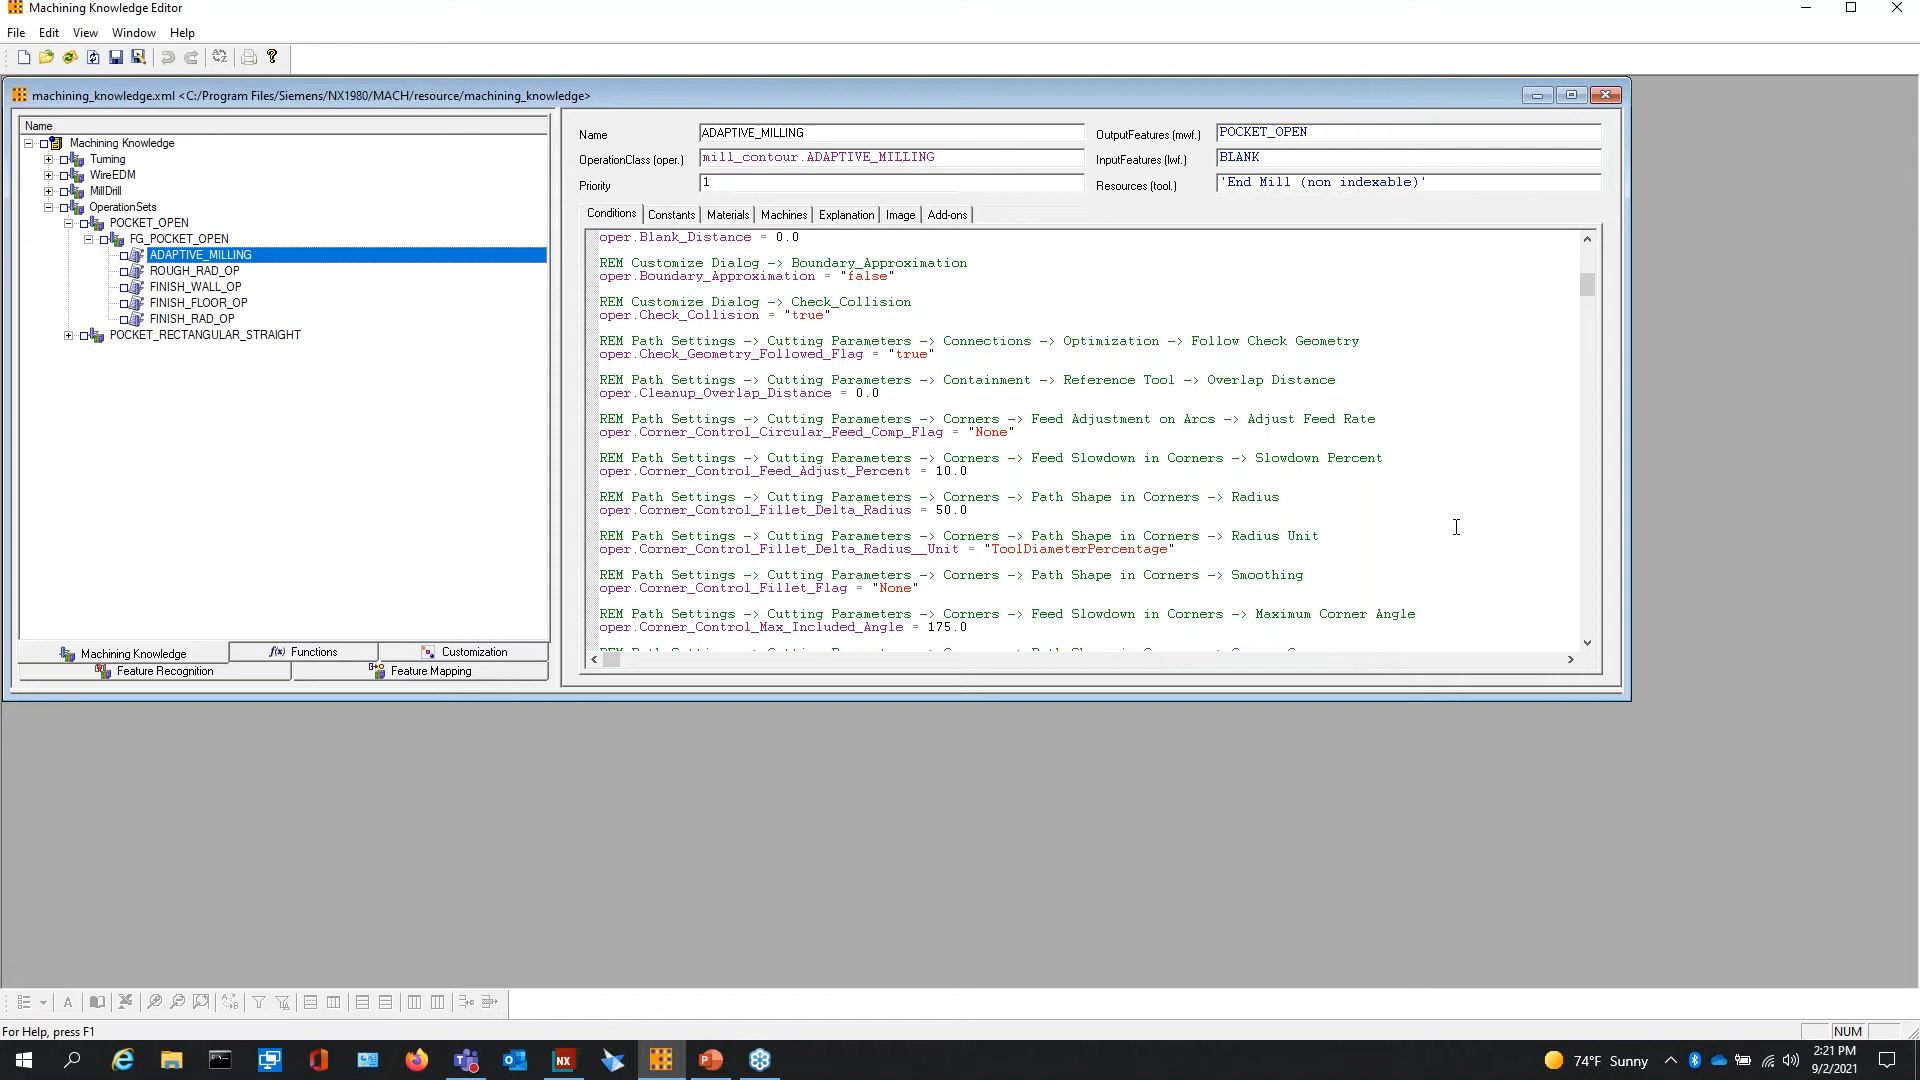 Machining Knowledge Editor
File Edit View Window Help
machining_knowledge.xml <C:/Program Files/Siemens/NX1980/MACH/resource/machining_knowledge>
Name
Machining Knowledge
Turning
WireEDM
MillDrill
OperationSets
POCKET_OPEN
FG_POCKET_OPEN
ADAPTIVE_MILLING
ROUGH_RAD_OP
FINISH_WALL_OP
FINISH_FLOOR_OP
FINISH_RAD_OP
POCKET_RECTANGULAR_STRAIGHT
Machining Knowledge f(x) Functions Customization
Feature Recognition Feature Mapping
Name ADAPTIVE_MILLING OutputFeatures (mwf.) POCKET_OPEN
OperationClass (oper.) mill_contour.ADAPTIVE_MILLING InputFeatures (lwf.) BLANK
Priority 1 Resources (tool.) 'End Mill (non indexable)'
Conditions Constants Materials Machines Explanation Image Add-ons
oper.Blank_Distance = 0.0
REM Customize Dialog -> Boundary_Approximation
oper.Boundary_Approximation = "false"
REM Customize Dialog -> Check_Collision
oper.Check_Collision = "true"
REM Path Settings -> Cutting Parameters -> Connections -> Optimization -> Follow Check Geometry
oper.Check_Geometry_Followed_Flag = "true"
REM Path Settings -> Cutting Parameters -> Containment -> Reference Tool -> Overlap Distance
oper.Cleanup_Overlap_Distance = 0.0
REM Path Settings -> Cutting Parameters -> Corners -> Feed Adjustment on Arcs -> Adjust Feed Rate
oper.Corner_Control_Circular_Feed_Comp_Flag = "None"
REM Path Settings -> Cutting Parameters -> Corners -> Feed Slowdown in Corners -> Slowdown Percent
oper.Corner_Control_Feed_Adjust_Percent = 10.0
REM Path Settings -> Cutting Parameters -> Corners -> Path Shape in Corners -> Radius
oper.Corner_Control_Fillet_Delta_Radius = 50.0
REM Path Settings -> Cutting Parameters -> Corners -> Path Shape in Corners -> Radius Unit
oper.Corner_Control_Fillet_Delta_Radius__Unit = "ToolDiameterPercentage"
REM Path Settings -> Cutting Parameters -> Corners -> Path Shape in Corners -> Smoothing
oper.Corner_Control_Fillet_Flag = "None"
REM Path Settings -> Cutting Parameters -> Corners -> Feed Slowdown in Corners -> Maximum Corner Angle
oper.Corner_Control_Max_Included_Angle = 175.0
For Help, press F1
NUM
74°F Sunny
2:21 PM
9/2/2021